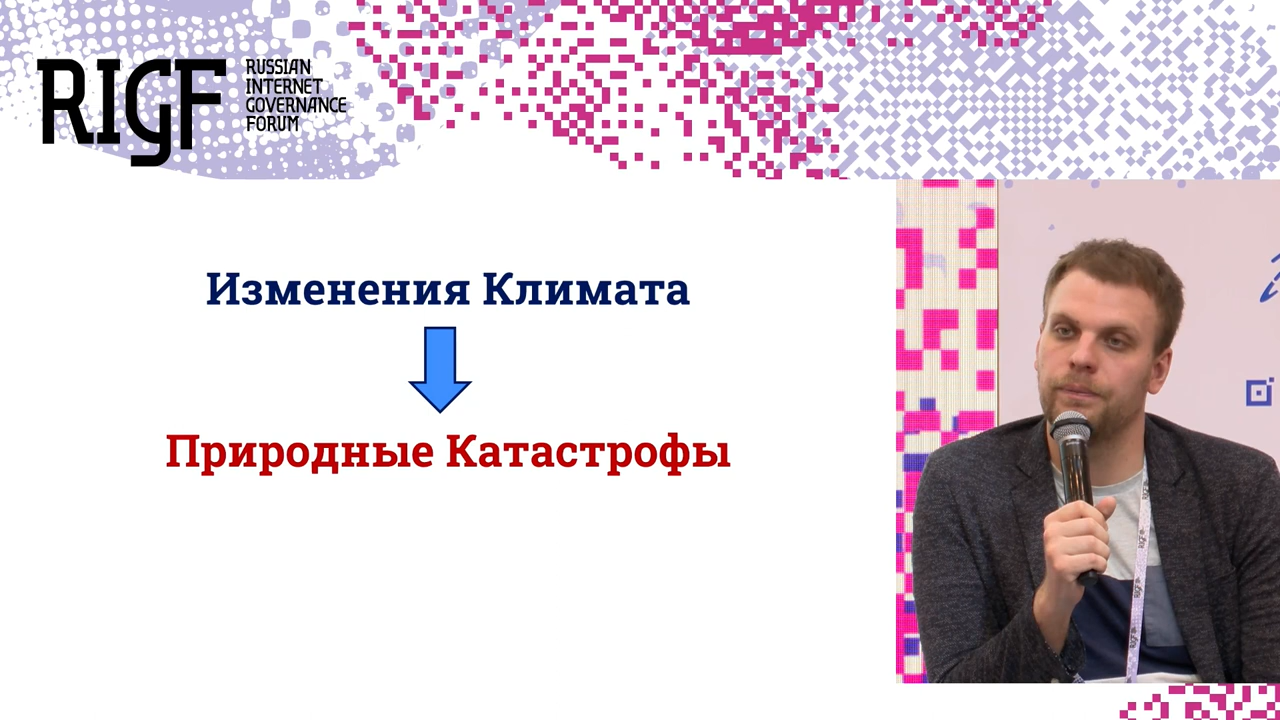 RIGF
RUSSIAN
INTERNET
GOVERNANCE
FORUM
Изменения Климата
Природные Катастрофы